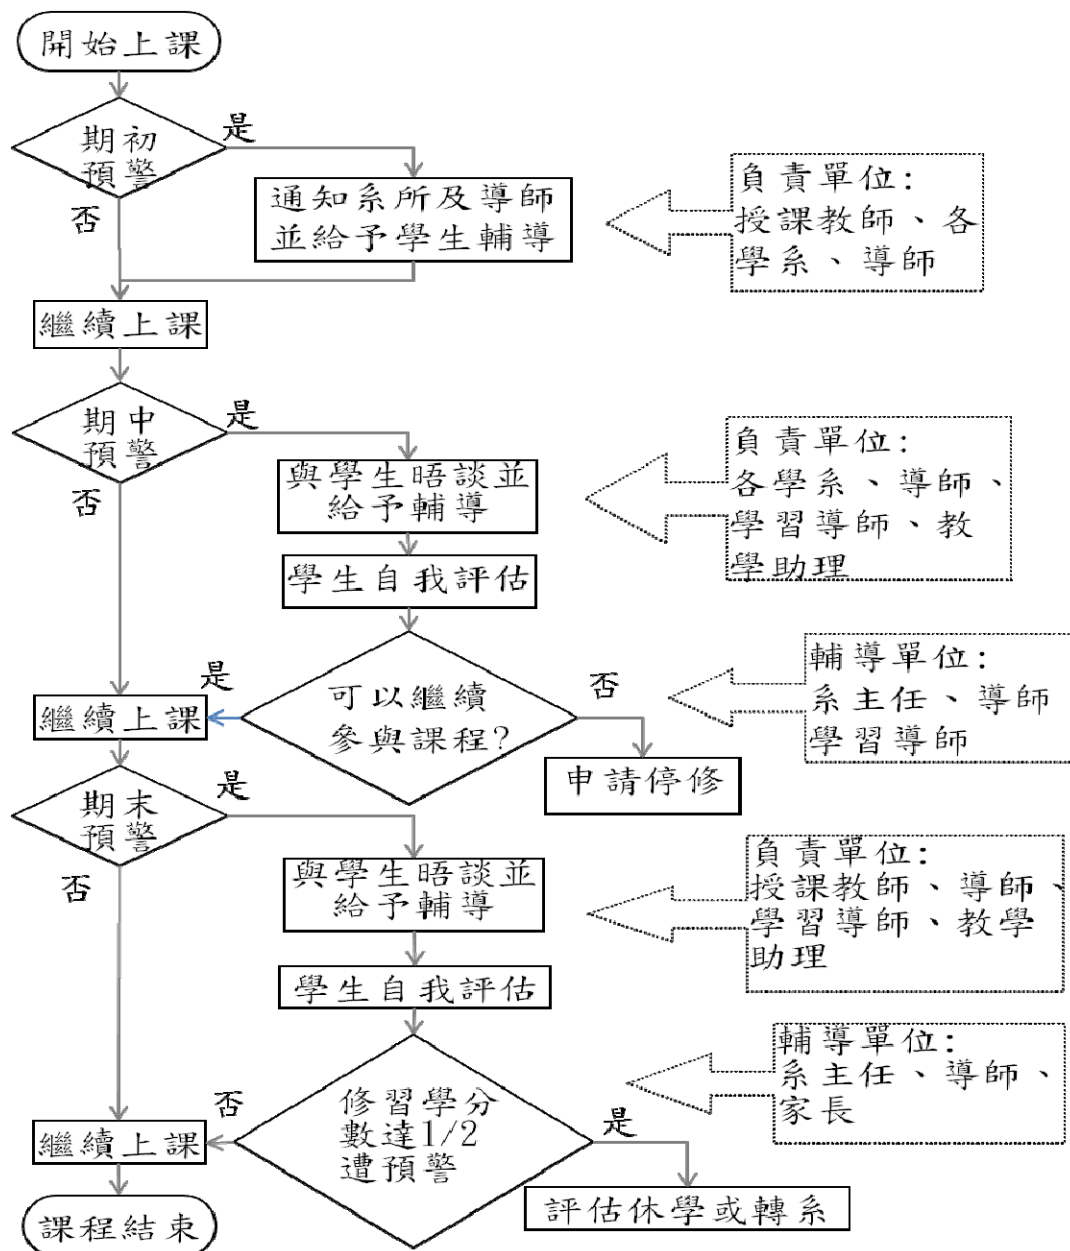 開始上課
期初
預警
是
否
通知系所及導師
並給予學生輔導
負責單位:
授課教師、各
學系、導師
繼續上課
期中
預警
是
否
與學生晤談並
給予輔導
負責單位:
各學系、導師、
學習導師、教
學助理
學生自我評估
可以繼續
參與課程?
是
否
輔導單位:
系主任、導師
學習導師
繼續上課
申請停修
期末
預警
是
否
與學生晤談並
給予輔導
負責單位:
授課教師、導師、
學習導師、教學
助理
學生自我評估
修習學分
數達1/2
遭預警
否
是
輔導單位:
系主任、導師、
家長
繼續上課
評估休學或轉系
課程結束